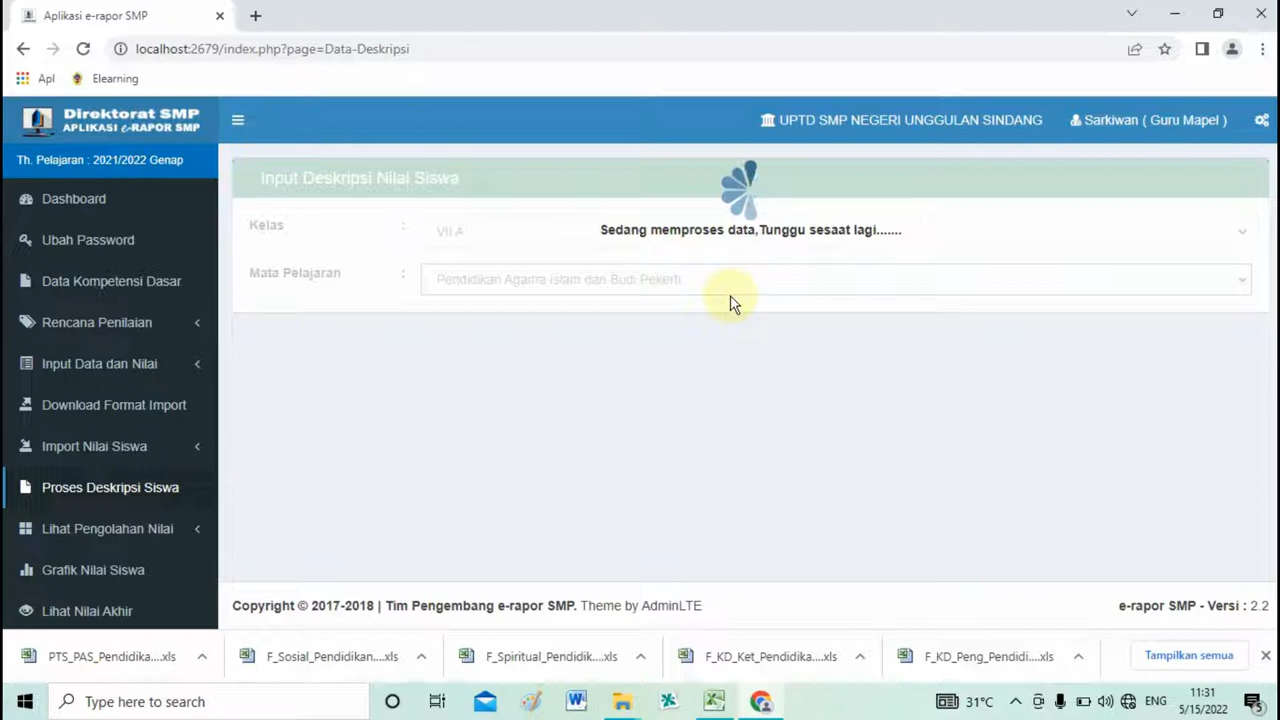 Aplikasi e-rapor SMP
localhost:2679/index.php?page=Data-Deskripsi
Apl
Elearning
Direktorat SMP
APLIKASI e-RAPOR SMP
UPTD SMP NEGERI UNGGULAN SINDANG
Sarkiwan ( Guru Mapel )
Th. Pelajaran : 2021/2022 Genap
Dashboard
Ubah Password
Data Kompetensi Dasar
Rencana Penilaian
Input Data dan Nilai
Download Format Import
Import Nilai Siswa
Proses Deskripsi Siswa
Lihat Pengolahan Nilai
Grafik Nilai Siswa
Lihat Nilai Akhir
Input Deskripsi Nilai Siswa
Kelas : VII A
Sedang memproses data,Tunggu sesaat lagi.......
Mata Pelajaran : Pendidikan Agama Islam dan Budi Pekerti
Copyright © 2017-2018 | Tim Pengembang e-rapor SMP. Theme by AdminLTE
e-rapor SMP - Versi : 2.2
PTS_PAS_Pendidika....xls
F_Sosial_Pendidikan....xls
F_Spiritual_Pendidik....xls
F_KD_Ket_Pendidika....xls
F_KD_Peng_Pendidi....xls
Tampilkan semua
Type here to search
31°C
ENG
11:31
5/15/2022
5